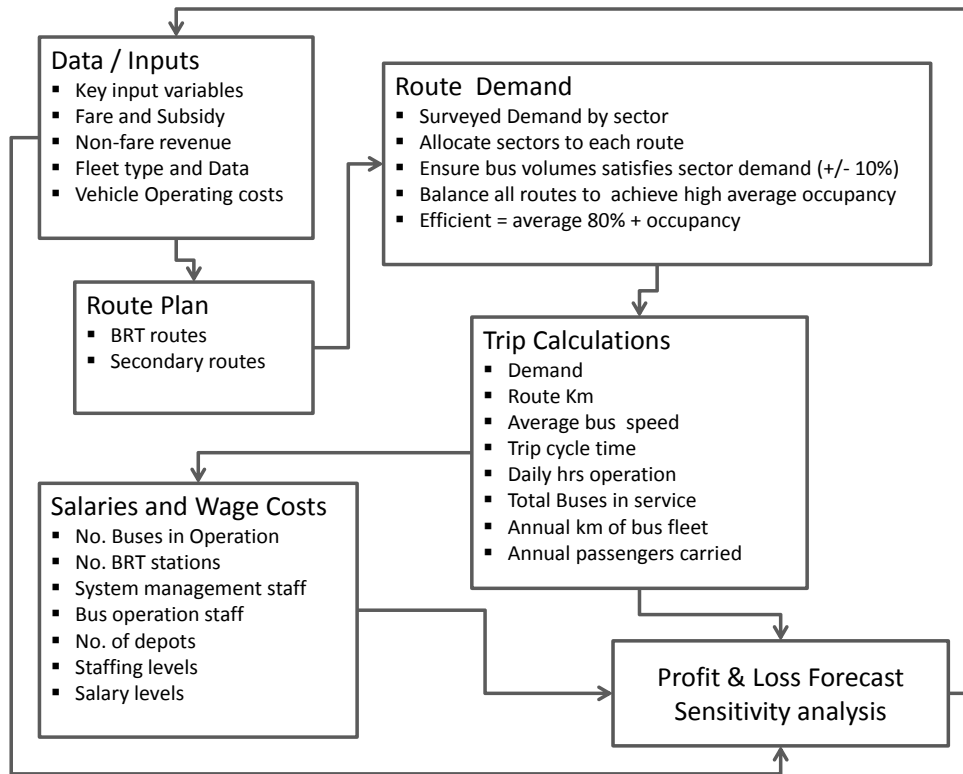 Data / Inputs
▪ Key input variables
▪ Fare and Subsidy
▪ Non-fare revenue
▪ Fleet type and Data
▪ Vehicle Operating costs
Route Demand
▪ Surveyed Demand by sector
▪ Allocate sectors to each route
▪ Ensure bus volumes satisfies sector demand (+/- 10%)
▪ Balance all routes to achieve high average occupancy
▪ Efficient = average 80% + occupancy
Route Plan
▪ BRT routes
▪ Secondary routes
Trip Calculations
▪ Demand
▪ Route Km
▪ Average bus speed
▪ Trip cycle time
▪ Daily hrs operation
▪ Total Buses in service
▪ Annual km of bus fleet
▪ Annual passengers carried
Salaries and Wage Costs
▪ No. Buses in Operation
▪ No. BRT stations
▪ System management staff
▪ Bus operation staff
▪ No. of depots
▪ Staffing levels
▪ Salary levels
Profit & Loss Forecast
Sensitivity analysis